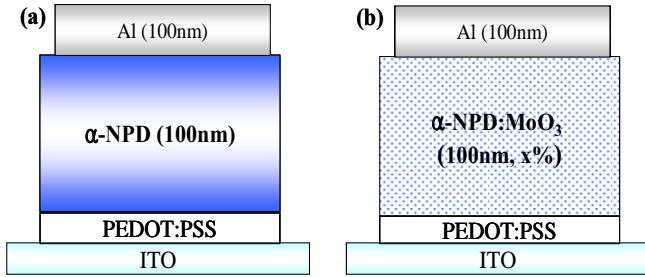 (a)
Al (100nm)
α-NPD (100nm)
PEDOT:PSS
ITO
(b)
Al (100nm)
α-NPD:MoO₃
(100nm, x%)
PEDOT:PSS
ITO